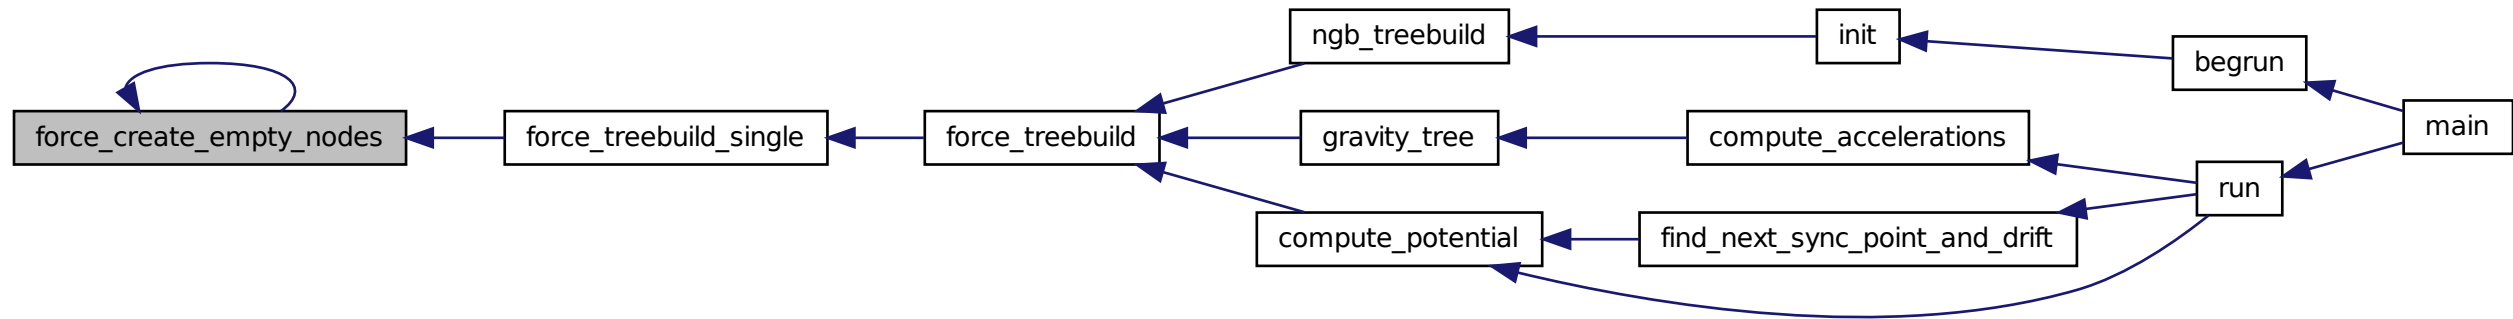 force_create_empty_nodes
force_treebuild_single
force_treebuild
ngb_treebuild
gravity_tree
compute_potential
init
compute_accelerations
find_next_sync_point_and_drift
begrun
run
main